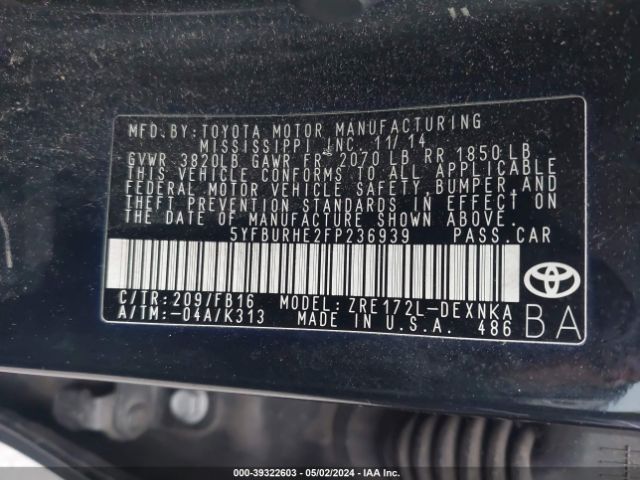 MFD. BY: TOYOTA MOTOR MANUFACTURING
MISSISSIPPI INC. 11/14
GVWR 3820LB GAWR FR 2070 LB RR 1850 LB
THIS VEHICLE CONFORMS TO ALL APPLICABLE
FEDERAL MOTOR VEHICLE SAFETY, BUMPER, AND
THEFT PREVENTION STANDARDS IN EFFECT ON
THE DATE OF MANUFACTURE SHOWN ABOVE.
5YFBURHE2FP236939 PASS. CAR
C/TR: 209/FB16 MODEL: ZRE172L-DEXNKA
A/TM: -04A/K313 MADE IN U.S.A. 486
BA
000-39322603 - 05/02/2024 - IAA Inc.